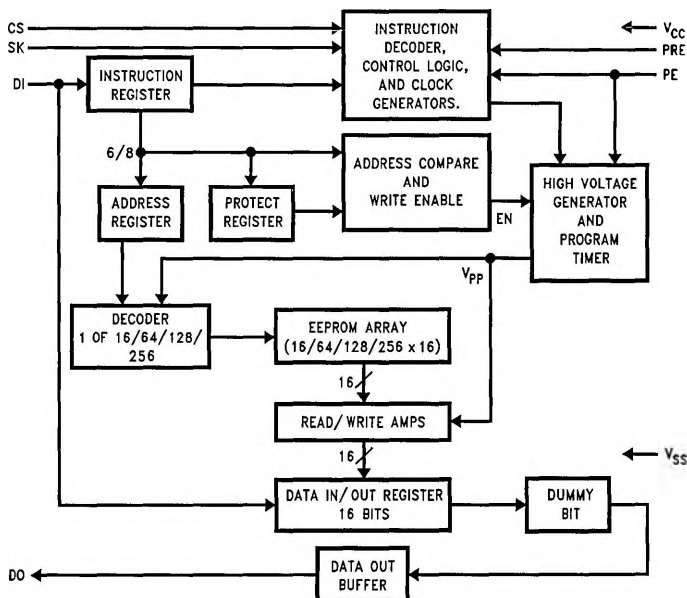 CS
SK
DI
INSTRUCTION
REGISTER
INSTRUCTION
DECODER,
CONTROL LOGIC,
AND CLOCK
GENERATORS.
VCC
PRE
PE
6/8
ADDRESS
REGISTER
PROTECT
REGISTER
ADDRESS COMPARE
AND
WRITE ENABLE
EN
HIGH VOLTAGE
GENERATOR
AND
PROGRAM
TIMER
VPP
DECODER
1 OF 16/64/128/
256
EEPROM ARRAY
(16/64/128/256 x 16)
16
READ/WRITE AMPS
16
VSS
DATA IN/OUT REGISTER
16 BITS
DUMMY
BIT
DO
DATA OUT
BUFFER